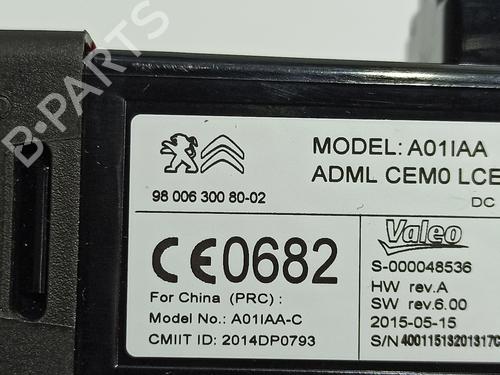 B-PARTS
MODEL: A01IAA
ADML CEM0 LCE
DC
98 006 300 80-02
CE0682
For China (PRC) :
Model No.: A01IAA-C
CMIIT ID: 2014DP0793
Valeo
S-000048536
HW rev.A
SW rev.6.00
2015-05-15
S/N 40011513201317C